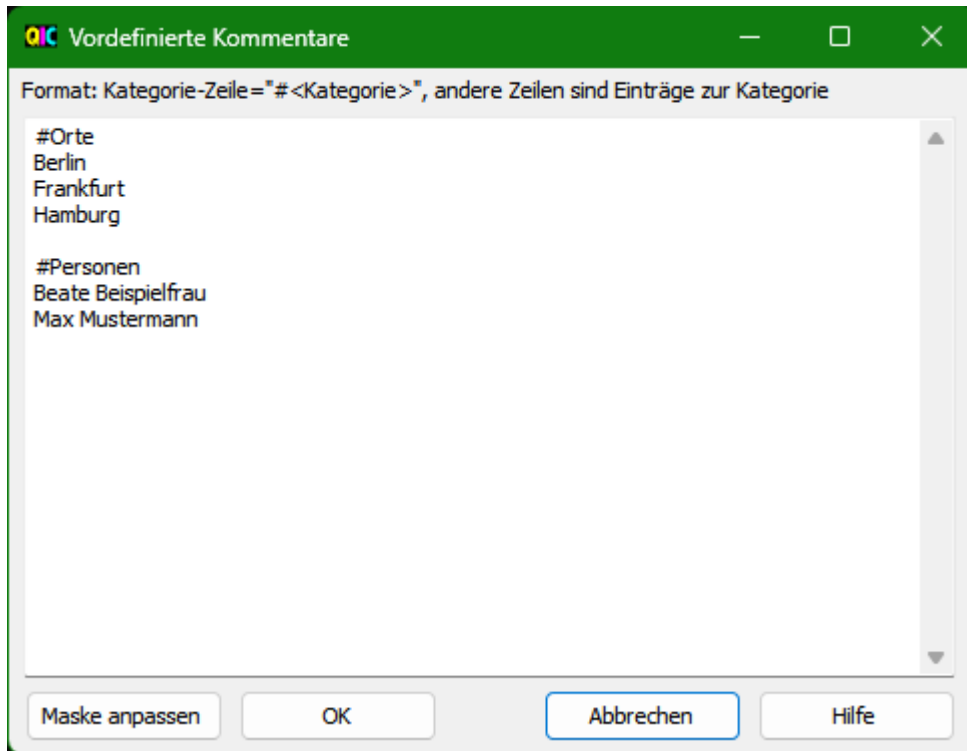 QIC Vordefinierte Kommentare
Format: Kategorie-Zeile="#<Kategorie>", andere Zeilen sind Einträge zur Kategorie
#Orte
Berlin
Frankfurt
Hamburg
#Personen
Beate Beispielfrau
Max Mustermann
Maske anpassen OK Abbrechen Hilfe